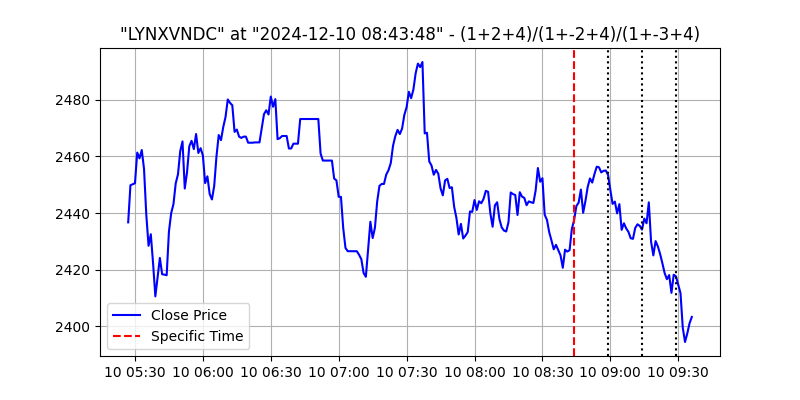 "LYNXVNDC" at "2024-12-10 08:43:48" - (1+2+4)/(1+-2+4)/(1+-3+4)
2480
2460
2440
2420
2400
Close Price
Specific Time
10 05:30 10 06:00 10 06:30 10 07:00 10 07:30 10 08:00 10 08:30 10 09:00 10 09:30